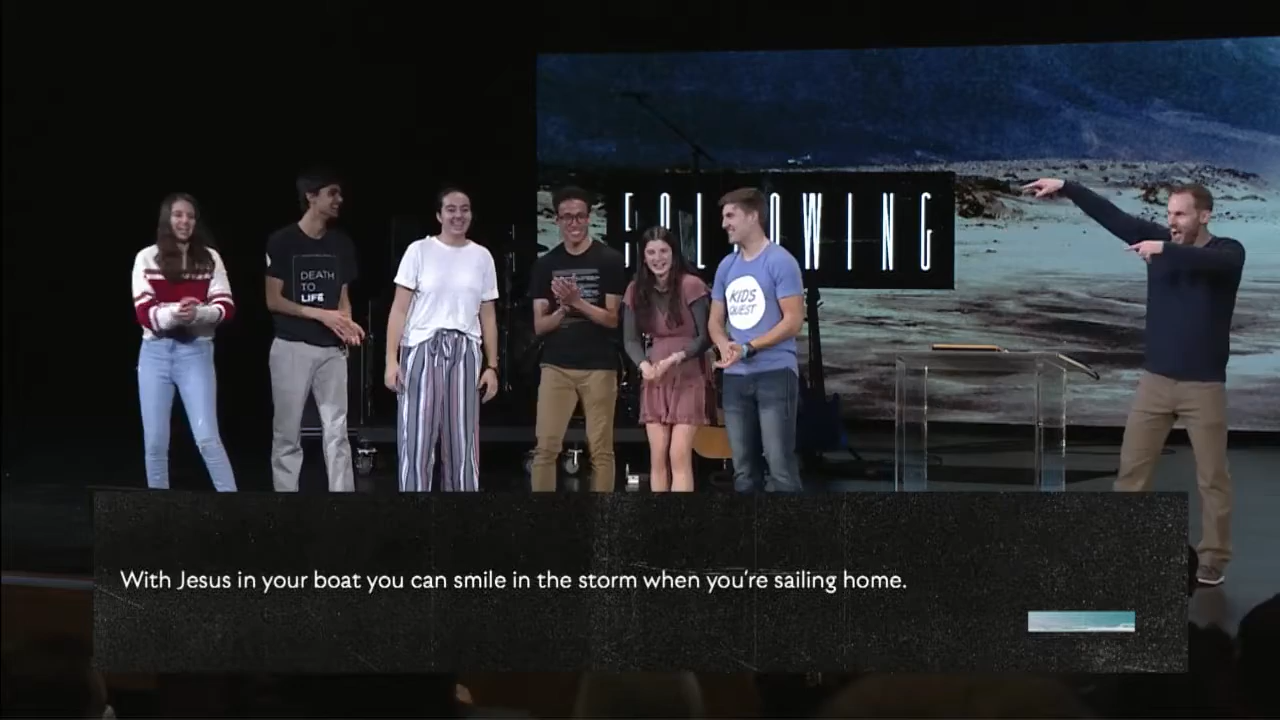 FOLLOWING
DEATH
TO
LIFE
KIDS
QUEST
With Jesus in your boat you can smile in the storm when you're sailing home.